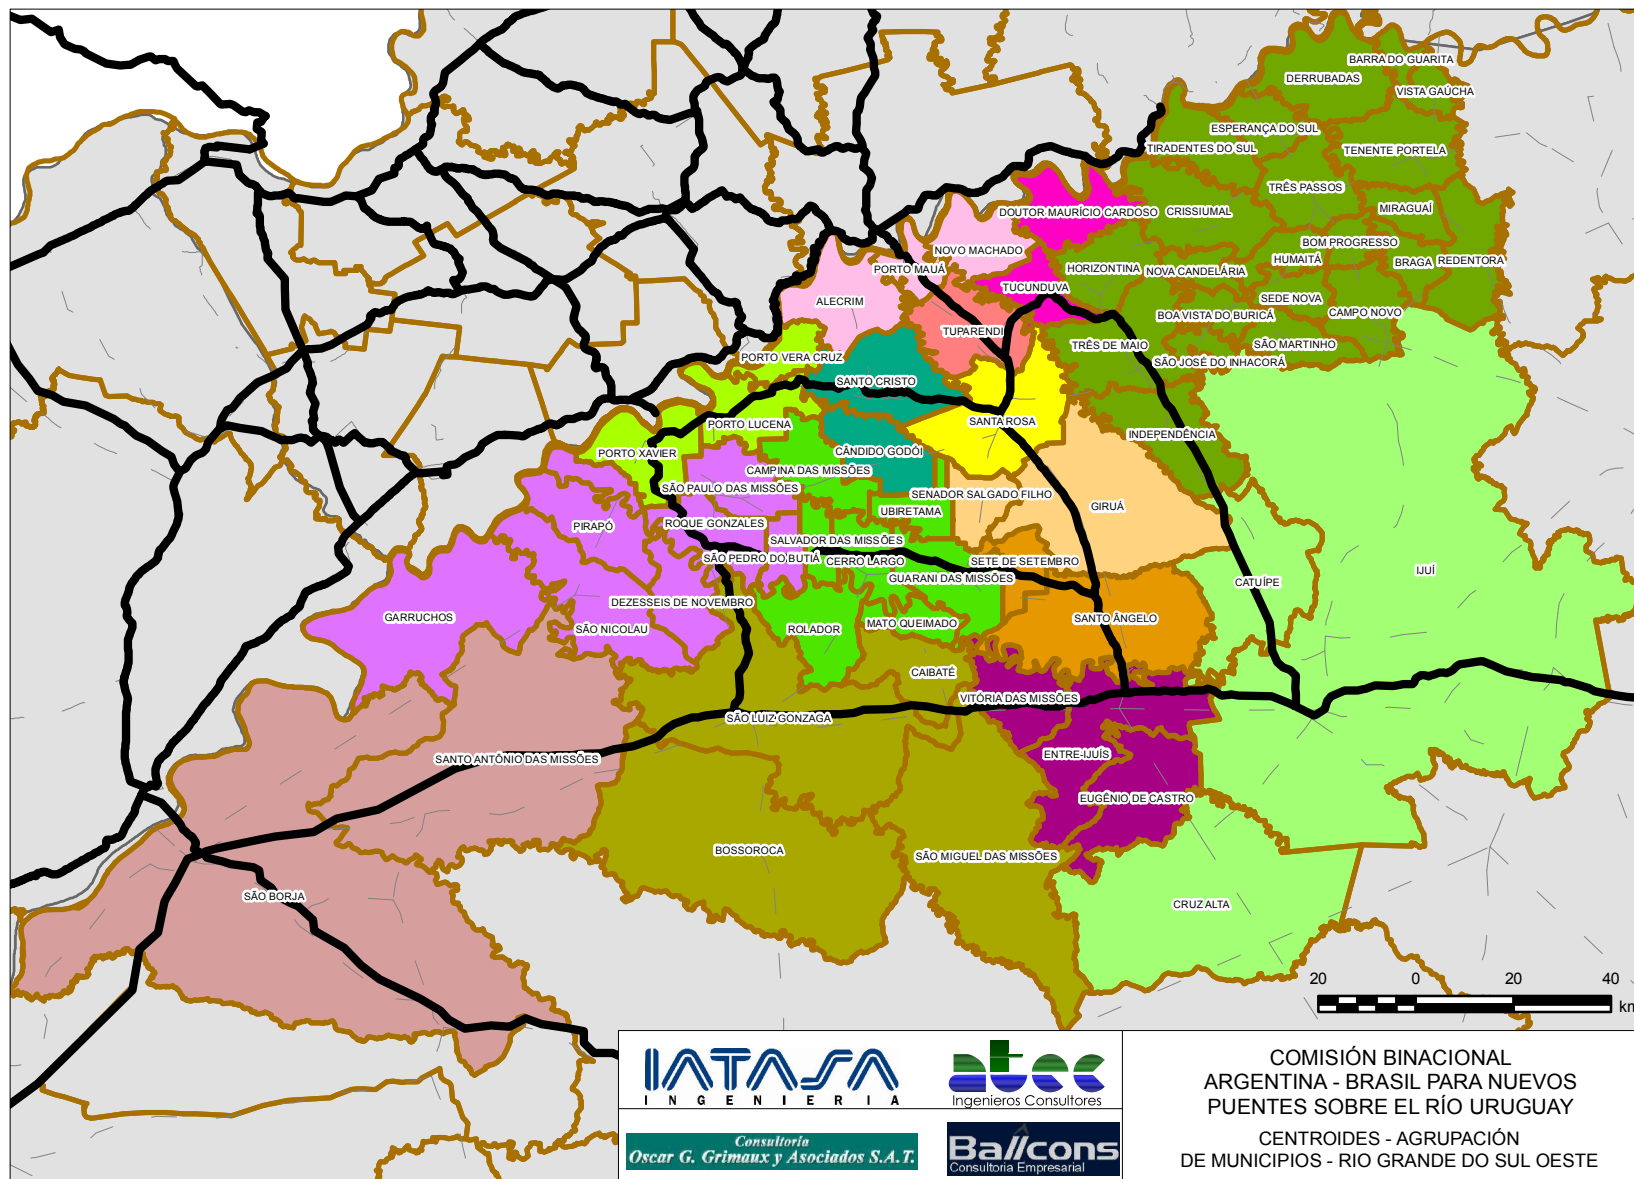 BARRA DO GUARITA
DERRUBADAS
VISTA GAÚCHA
ESPERANÇA DO SUL
TIRADENTES DO SUL
TENENTE PORTELA
TRÊS PASSOS
DOUTOR MAURÍCIO CARDOSO
CRISSIUMAL
MIRAGUAÍ
NOVO MACHADO
BOM PROGRESSO
PORTO MAUÁ
HORIZONTINA
NOVA CANDELÁRIA
HUMAITÁ
BRAGA
REDENTORA
TUCUNDUVA
ALECRIM
SEDE NOVA
BOA VISTA DO BURICÁ
CAMPO NOVO
TUPARENDI
TRÊS DE MAIO
SÃO MARTINHO
PORTO VERA CRUZ
SÃO JOSÉ DO INHACORÁ
SANTO CRISTO
PORTO LUCENA
SANTA ROSA
INDEPENDÊNCIA
PORTO XAVIER
CÂNDIDO GODÓI
CAMPINA DAS MISSÕES
SÃO PAULO DAS MISSÕES
SENADOR SALGADO FILHO
GIRUÁ
UBIRETAMA
PIRAPÓ
ROQUE GONZALES
SALVADOR DAS MISSÕES
SÃO PEDRO DO BUTIÁ
CERRO LARGO
SETE DE SETEMBRO
IJUÍ
GUARANI DAS MISSÕES
CATUÍPE
DEZESSEIS DE NOVEMBRO
GARRUCHOS
SÃO NICOLAU
ROLADOR
MATO QUEIMADO
SANTO ÂNGELO
CAIBATÉ
VITÓRIA DAS MISSÕES
SÃO LUIZ GONZAGA
SANTO ANTÔNIO DAS MISSÕES
ENTRE-IJUÍS
EUGÊNIO DE CASTRO
BOSSOROCA
SÃO MIGUEL DAS MISSÕES
SÃO BORJA
CRUZ ALTA
20 0 20 40
km
IATASA
INGENIERIA
atec
Ingenieros Consultores
Consultoría
Oscar G. Grimaux y Asociados S.A.T.
Ballcons
Consultoria Empresarial
COMISIÓN BINACIONAL
ARGENTINA - BRASIL PARA NUEVOS
PUENTES SOBRE EL RÍO URUGUAY
CENTROIDES - AGRUPACIÓN
DE MUNICIPIOS - RIO GRANDE DO SUL OESTE